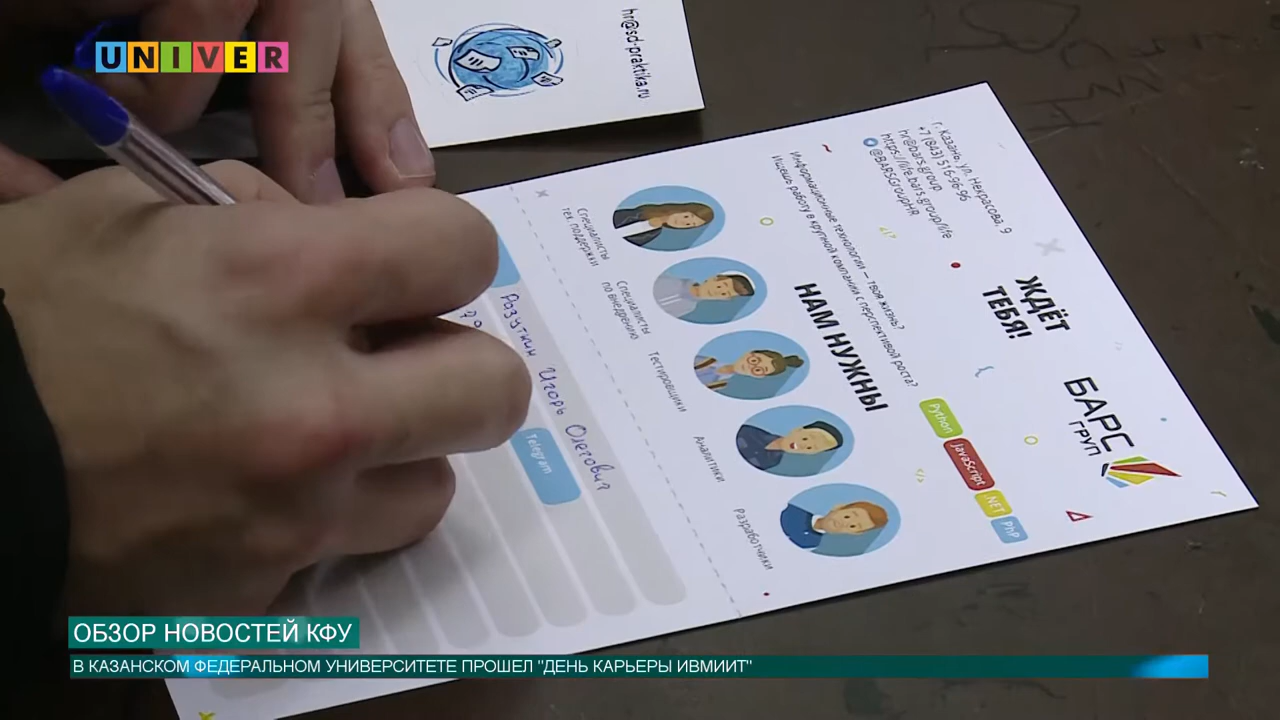 UNIVER
hr@sd-praktika.ru
г. Казань, ул. Некрасова, 9
+7 (843) 516-96-96
hr@bars.group
https://life.bars.group/life
@BARSGroupHR
ЖДЁТ
ТЕБЯ!
БАРС
ГРУП
Информационные технологии — твоя жизнь?
Ищешь работу в крупной компании с перспективой роста?
Python
JavaScript
.NET
PhP
НАМ НУЖНЫ
Специалисты
тех поддержки
Специалисты
по внедрению
Тестировщики
Аналитики
Разработчики
Игорь Олегович
Telegram
ОБЗОР НОВОСТЕЙ КФУ
В КАЗАНСКОМ ФЕДЕРАЛЬНОМ УНИВЕРСИТЕТЕ ПРОШЕЛ "ДЕНЬ КАРЬЕРЫ ИВМИИТ"